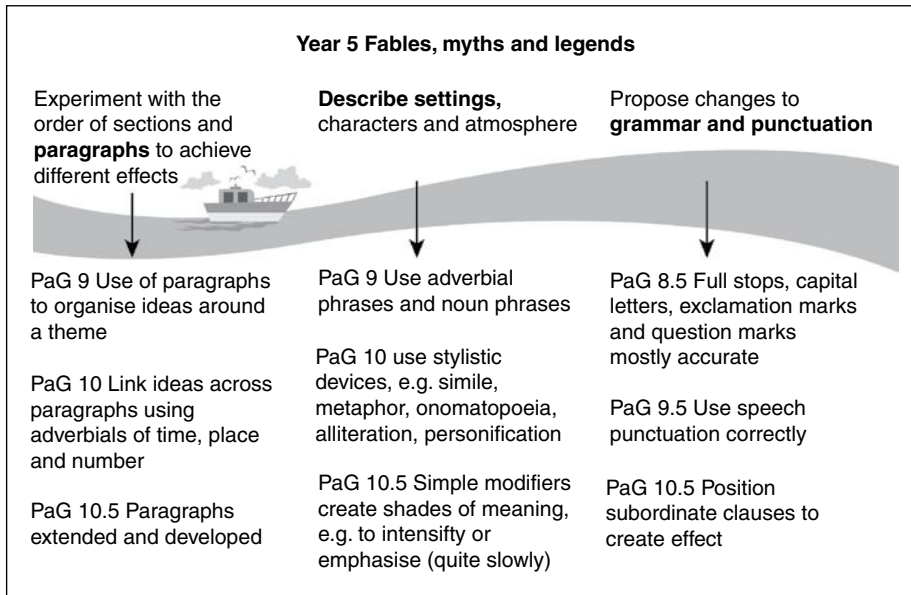 Year 5 Fables, myths and legends
Experiment with the
order of sections and
paragraphs to achieve
different effects
PaG 9 Use of paragraphs
to organise ideas around
a theme
PaG 10 Link ideas across
paragraphs using
adverbials of time, place
and number
PaG 10.5 Paragraphs
extended and developed
Describe settings,
characters and atmosphere
PaG 9 Use adverbial
phrases and noun phrases
PaG 10 use stylistic
devices, e.g. simile,
metaphor, onomatopoeia,
alliteration, personification
PaG 10.5 Simple modifiers
create shades of meaning,
e.g. to intensifty or
emphasise (quite slowly)
Propose changes to
grammar and punctuation
PaG 8.5 Full stops, capital
letters, exclamation marks
and question marks
mostly accurate
PaG 9.5 Use speech
punctuation correctly
PaG 10.5 Position
subordinate clauses to
create effect